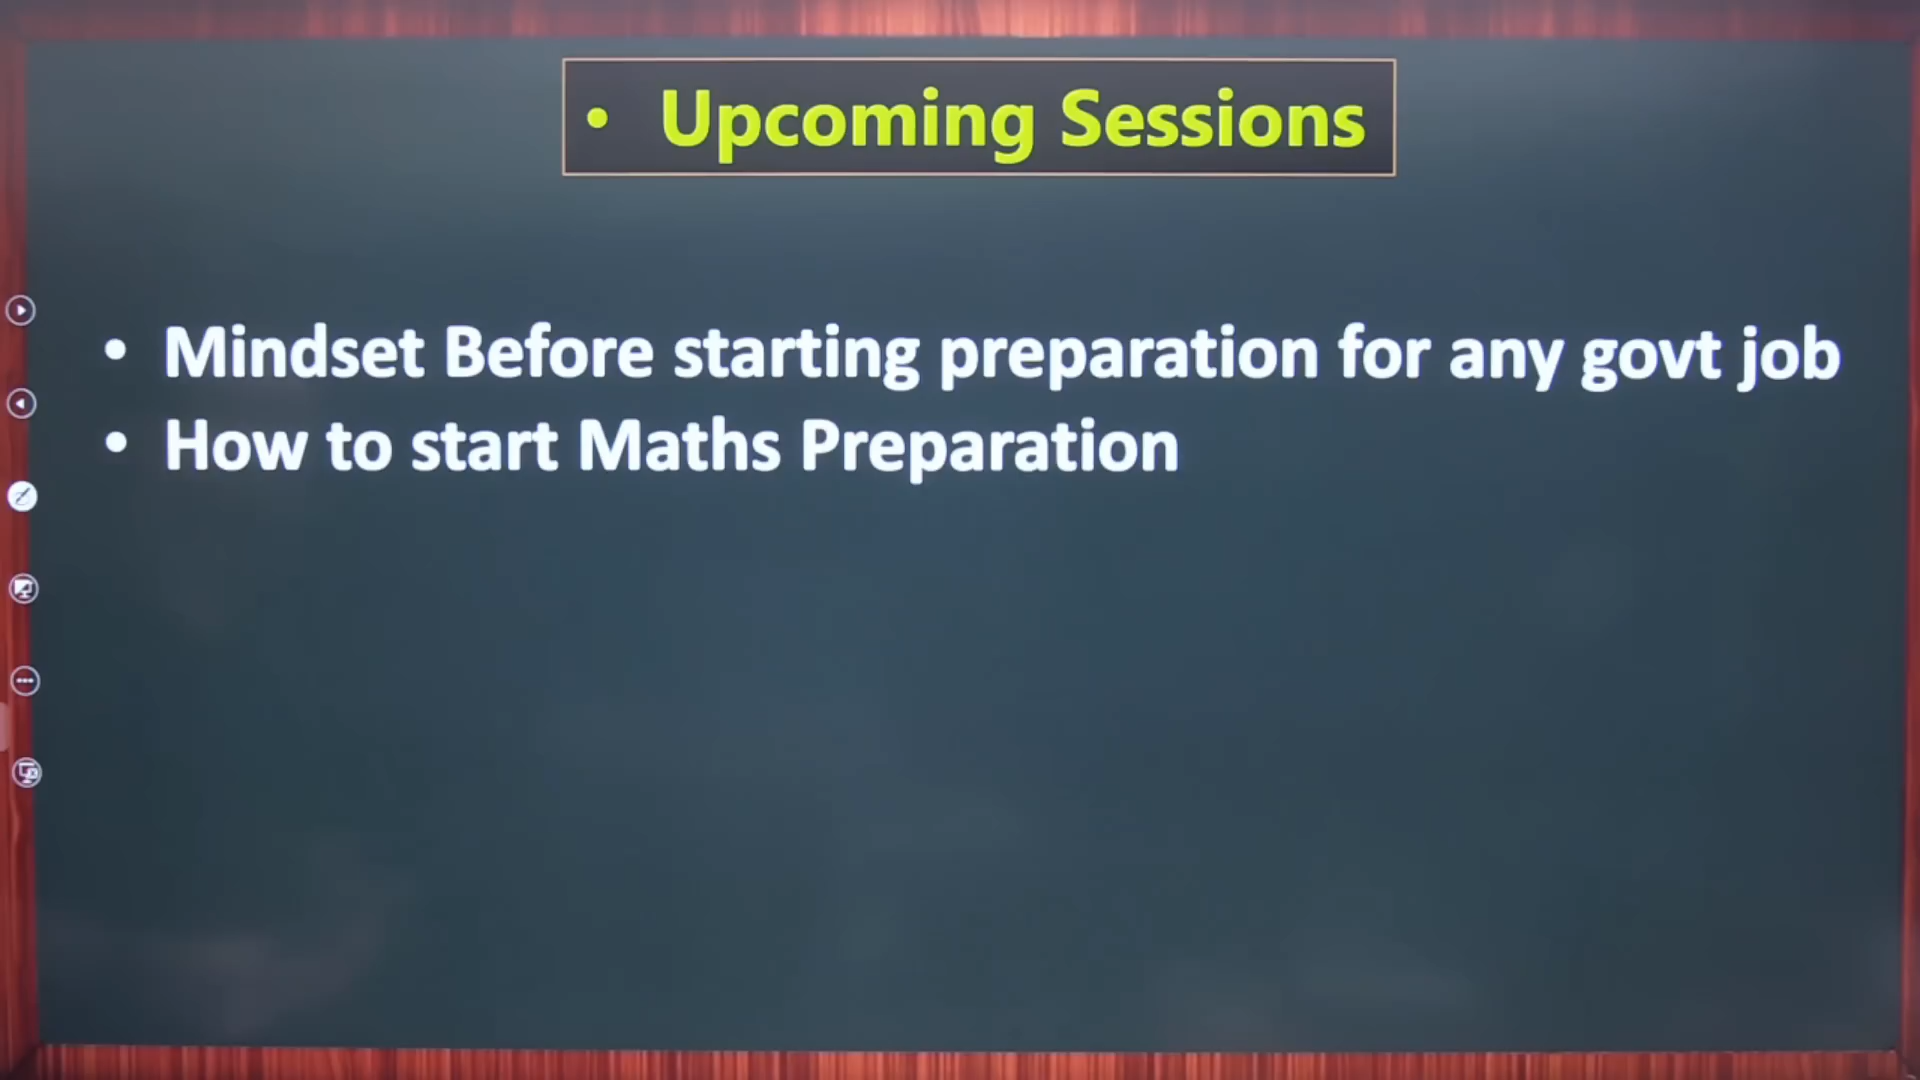 • Upcoming Sessions
• Mindset Before starting preparation for any govt job
• How to start Maths Preparation